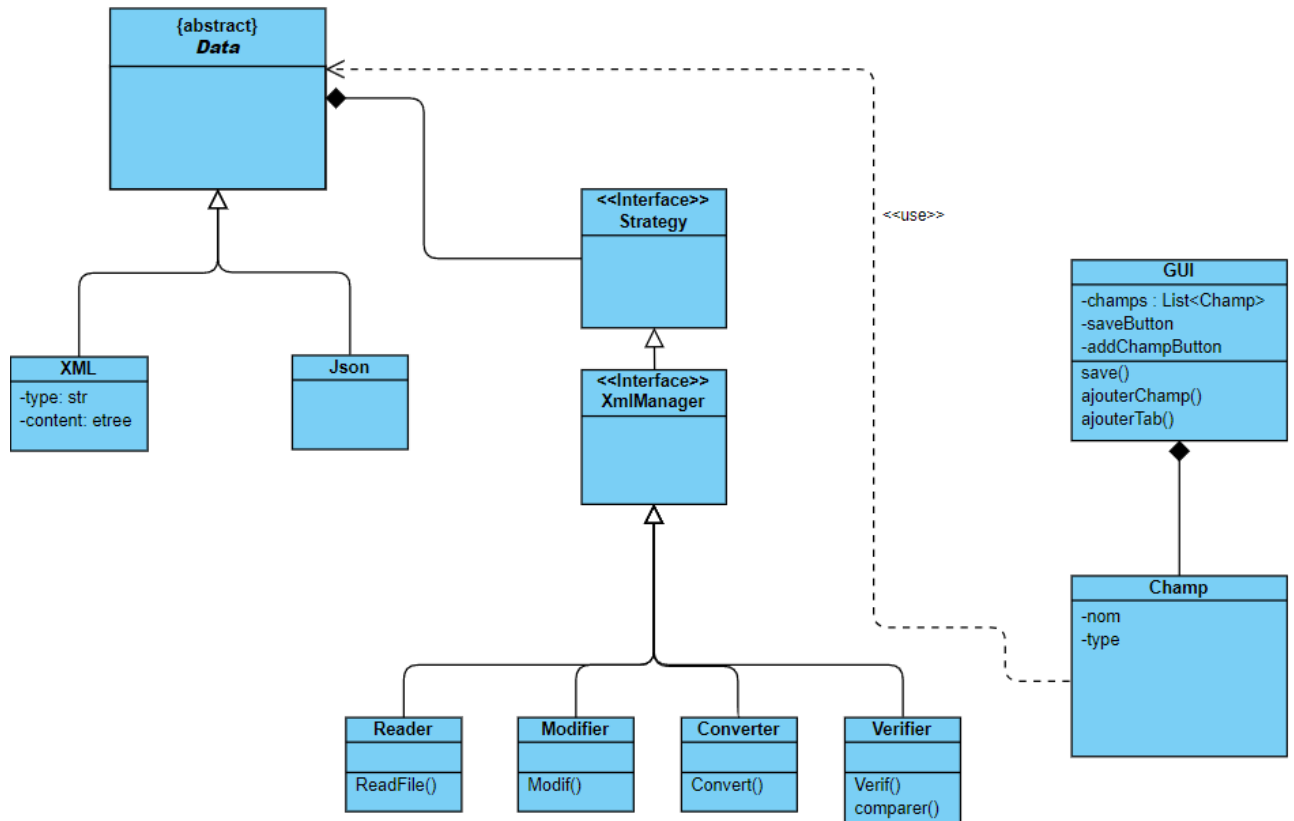 {abstract}
Data
<<Interface>>
Strategy
<<use>>
GUI
-champs : List<Champ>
-saveButton
-addChampButton
save()
ajouterChamp()
ajouterTab()
XML
-type: str
-content: etree
Json
<<Interface>>
XmlManager
Champ
-nom
-type
Reader
ReadFile()
Modifier
Modif()
Converter
Convert()
Verifier
Verif()
comparer()